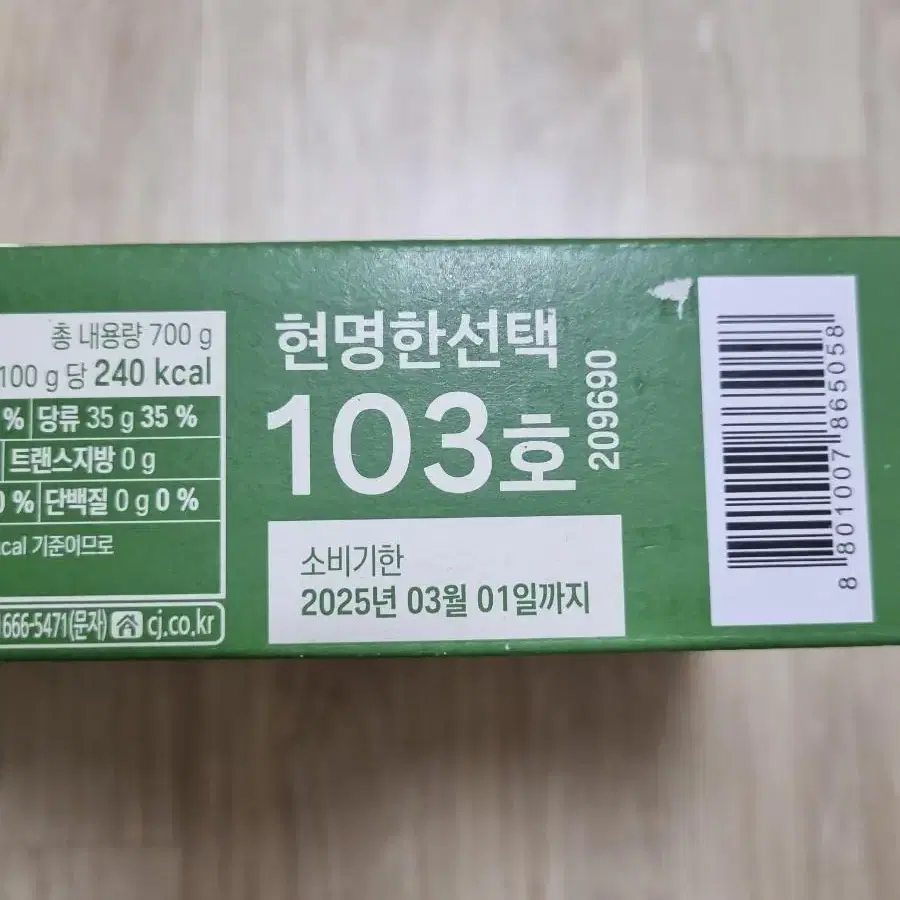 총 내용량 700 g
100 g 당 240 kcal
% 당류 35 g 35 %
트랜스지방 0 g
0 % 단백질 0 g 0 %
cal 기준이므로
1666-5471(문자) cj.co.kr
현명한선택
103호
209690
소비기한
2025년 03월 01일까지
8 801007 865058